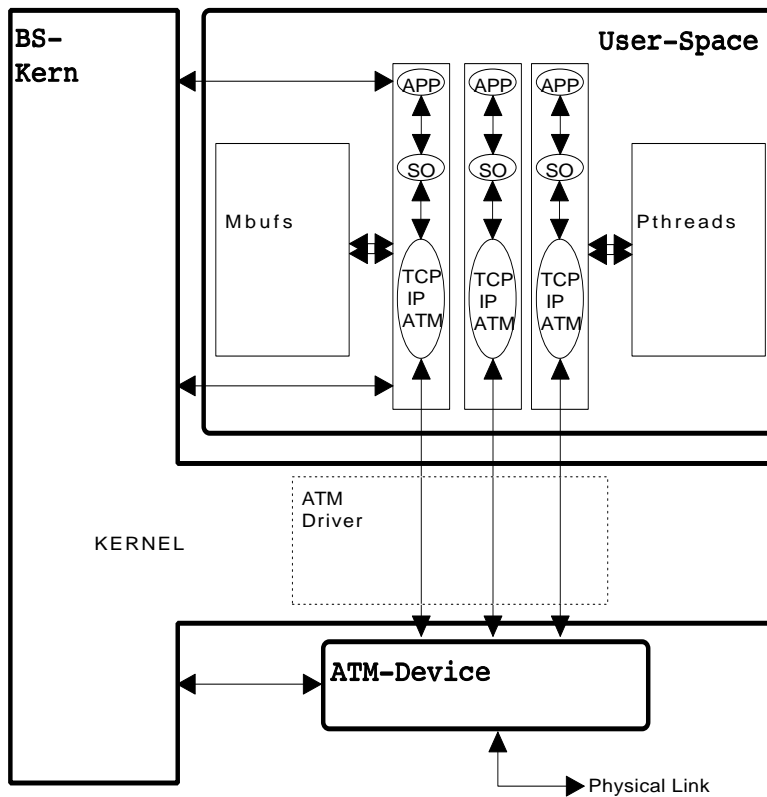 BS-
Kern
User-Space
APP
APP
APP
SO
SO
SO
Mbufs
Pthreads
TCP
IP
ATM
TCP
IP
ATM
TCP
IP
ATM
ATM
Driver
KERNEL
ATM-Device
Physical Link